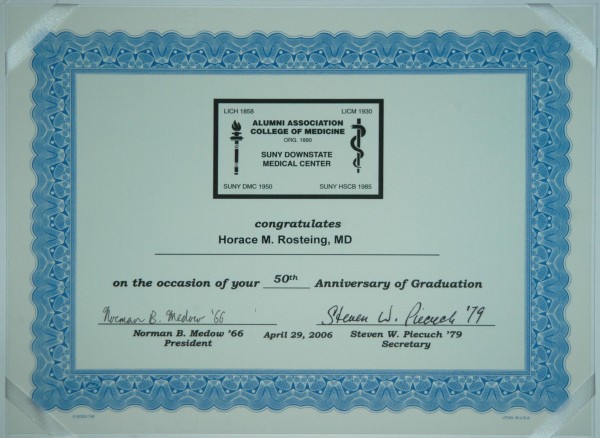 LICH 1858
LICM 1930
ALUMNI ASSOCIATION
COLLEGE OF MEDICINE
ORG. 1880
SUNY DOWNSTATE
MEDICAL CENTER
SUNY DMC 1950
SUNY HSCB 1985
congratulates
Horace M. Rosteing, MD
on the occasion of your 50th Anniversary of Graduation
Norman B. Medow '66
Steven W. Piecuch '79
Norman B. Medow '66 April 29, 2006 Steven W. Piecuch '79
President Secretary